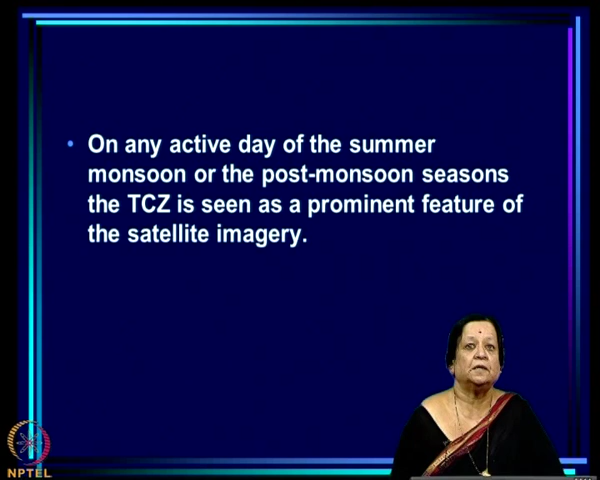 • On any active day of the summer
monsoon or the post-monsoon seasons
the TCZ is seen as a prominent feature of
the satellite imagery.
NPTEL